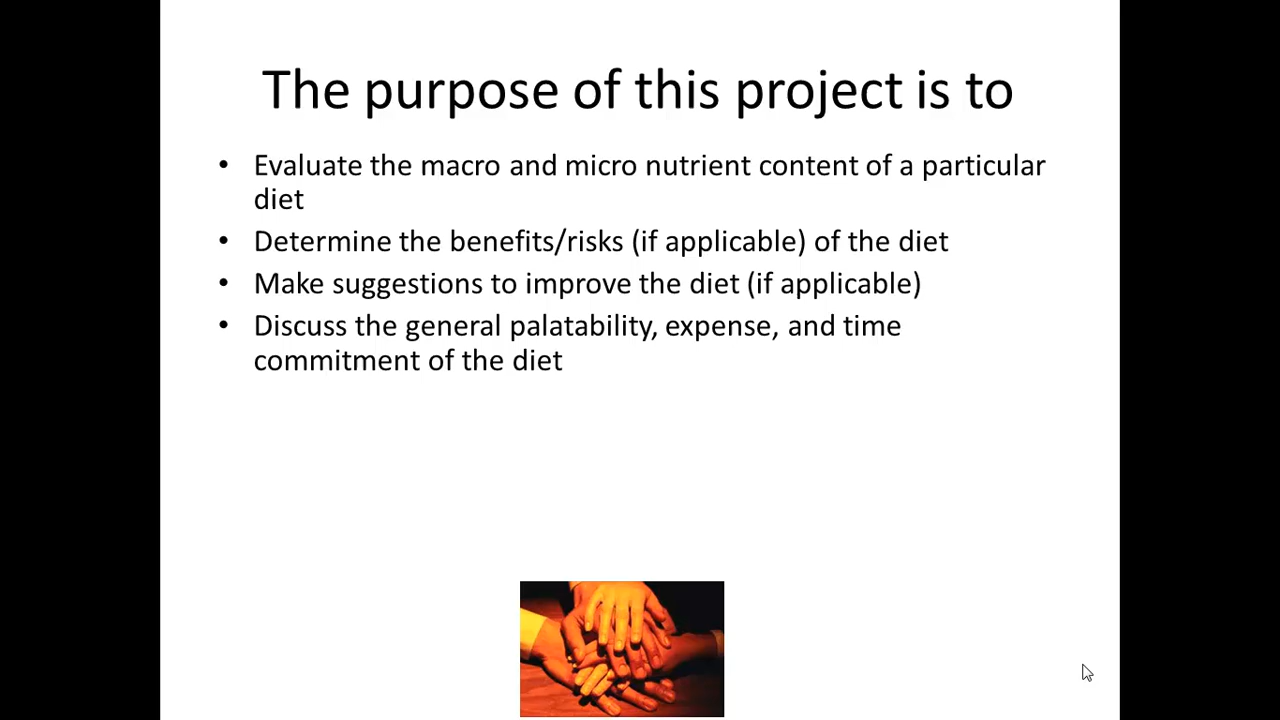 The purpose of this project is to
• Evaluate the macro and micro nutrient content of a particular
diet
• Determine the benefits/risks (if applicable) of the diet
• Make suggestions to improve the diet (if applicable)
• Discuss the general palatability, expense, and time
commitment of the diet